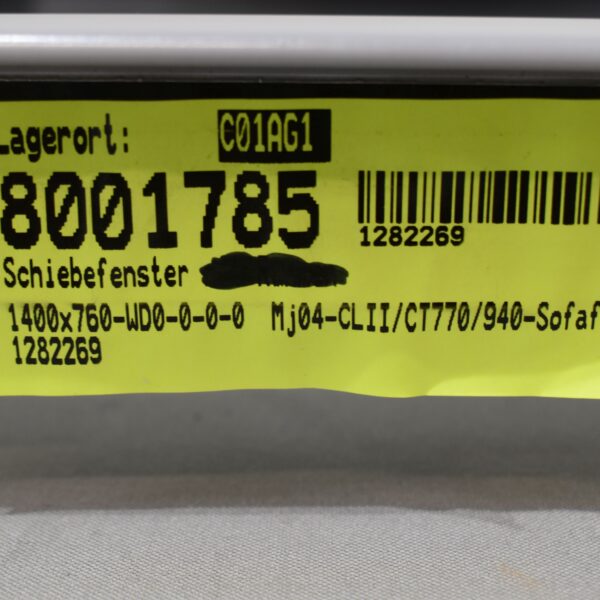 Lagerort: C01AG1
8001785
1282269
Schiebefenster
1400x760-WD0-0-0-0 Mj04-CLII/CT770/940-Sofaf
1282269